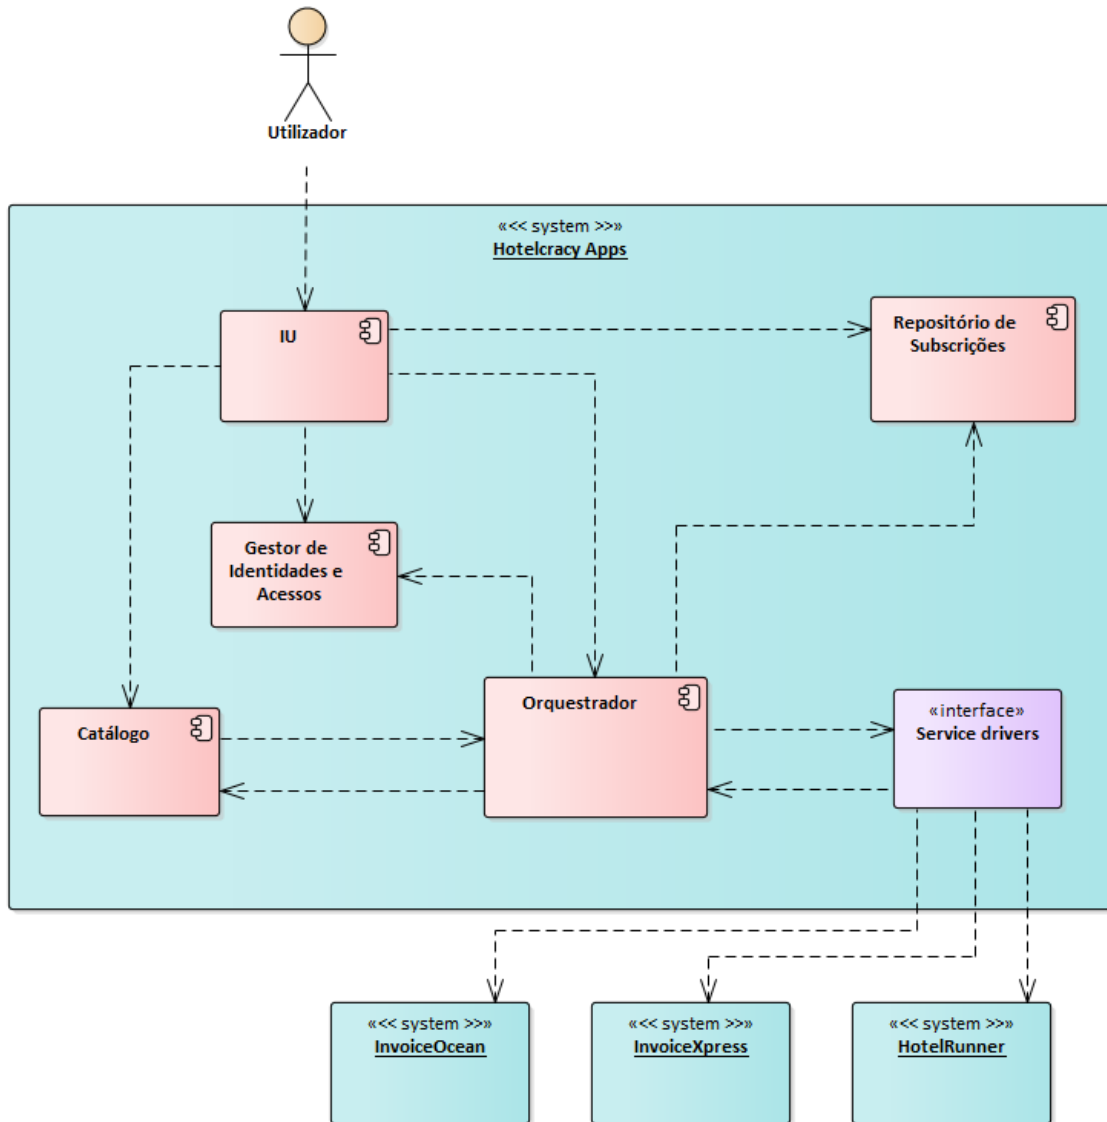 Utilizador
«<< system >>»
Hotelcracy Apps
IU
Repositório de
Subscrições
Gestor de
Identidades e
Acessos
Orquestrador
«interface»
Service drivers
Catálogo
«<< system >>»
InvoiceOcean
«<< system >>»
InvoiceXpress
«<< system >>»
HotelRunner